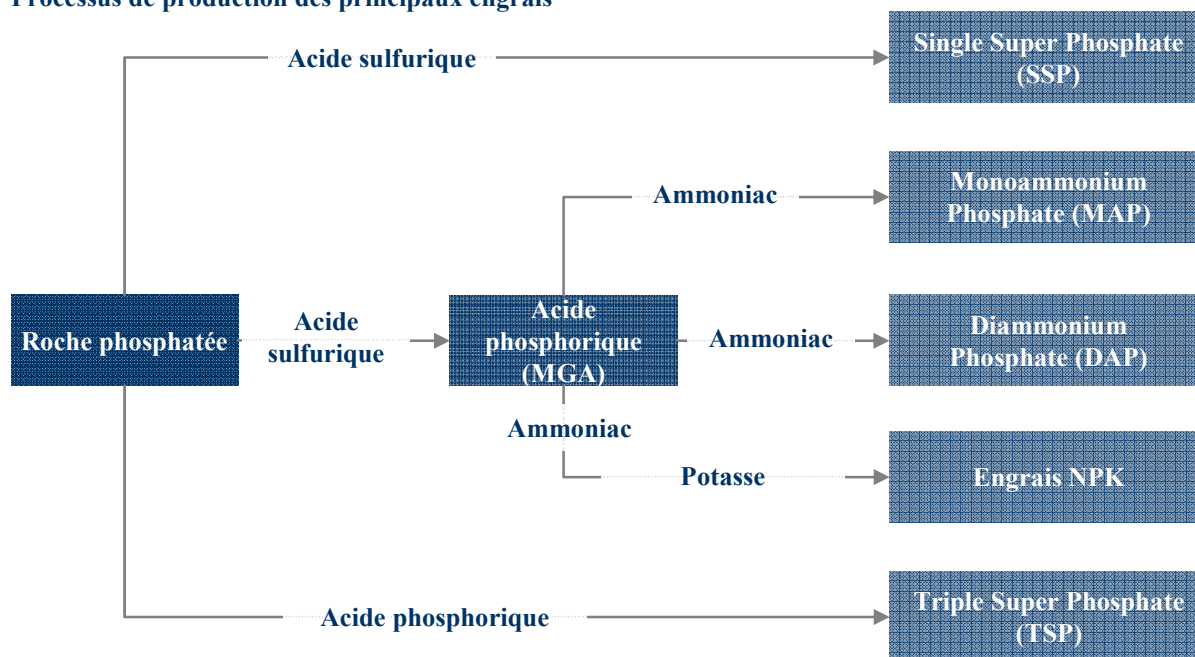 Processus de production des principaux engrais
Acide sulfurique
Single Super Phosphate
(SSP)
Ammoniac
Monoammonium
Phosphate (MAP)
Roche phosphatée
Acide
sulfurique
Acide
phosphorique
(MGA)
Ammoniac
Diammonium
Phosphate (DAP)
Ammoniac
Potasse
Engrais NPK
Acide phosphorique
Triple Super Phosphate
(TSP)